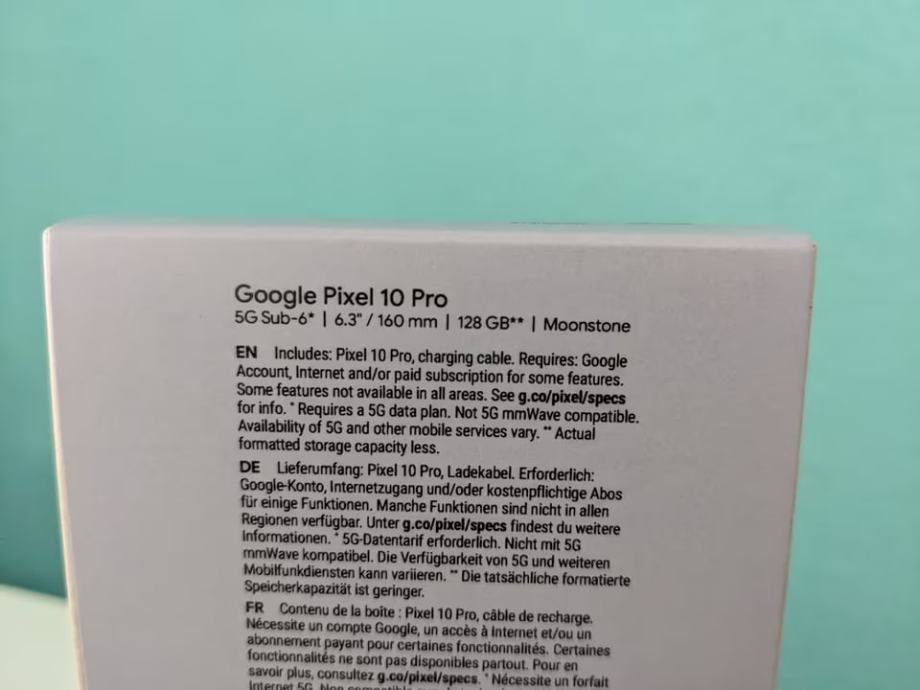 Google Pixel 10 Pro
5G Sub-6* | 6.3" / 160 mm | 128 GB** | Moonstone
EN Includes: Pixel 10 Pro, charging cable. Requires: Google
Account, Internet and/or paid subscription for some features.
Some features not available in all areas. See g.co/pixel/specs
for info. * Requires a 5G data plan. Not 5G mmWave compatible.
Availability of 5G and other mobile services vary. ** Actual
formatted storage capacity less.
DE Lieferumfang: Pixel 10 Pro, Ladekabel. Erforderlich:
Google-Konto, Internetzugang und/oder kostenpflichtige Abos
für einige Funktionen. Manche Funktionen sind nicht in allen
Regionen verfügbar. Unter g.co/pixel/specs findest du weitere
Informationen. * 5G-Datentarif erforderlich. Nicht mit 5G
mmWave kompatibel. Die Verfügbarkeit von 5G und weiteren
Mobilfunkdiensten kann variieren. ** Die tatsächliche formatierte
Speicherkapazität ist geringer.
FR Contenu de la boîte : Pixel 10 Pro, câble de recharge.
Nécessite un compte Google, un accès à Internet et/ou un
abonnement payant pour certaines fonctionnalités. Certaines
fonctionnalités ne sont pas disponibles partout. Pour en
savoir plus, consultez g.co/pixel/specs. * Nécessite un forfait
Internet 5G. Non